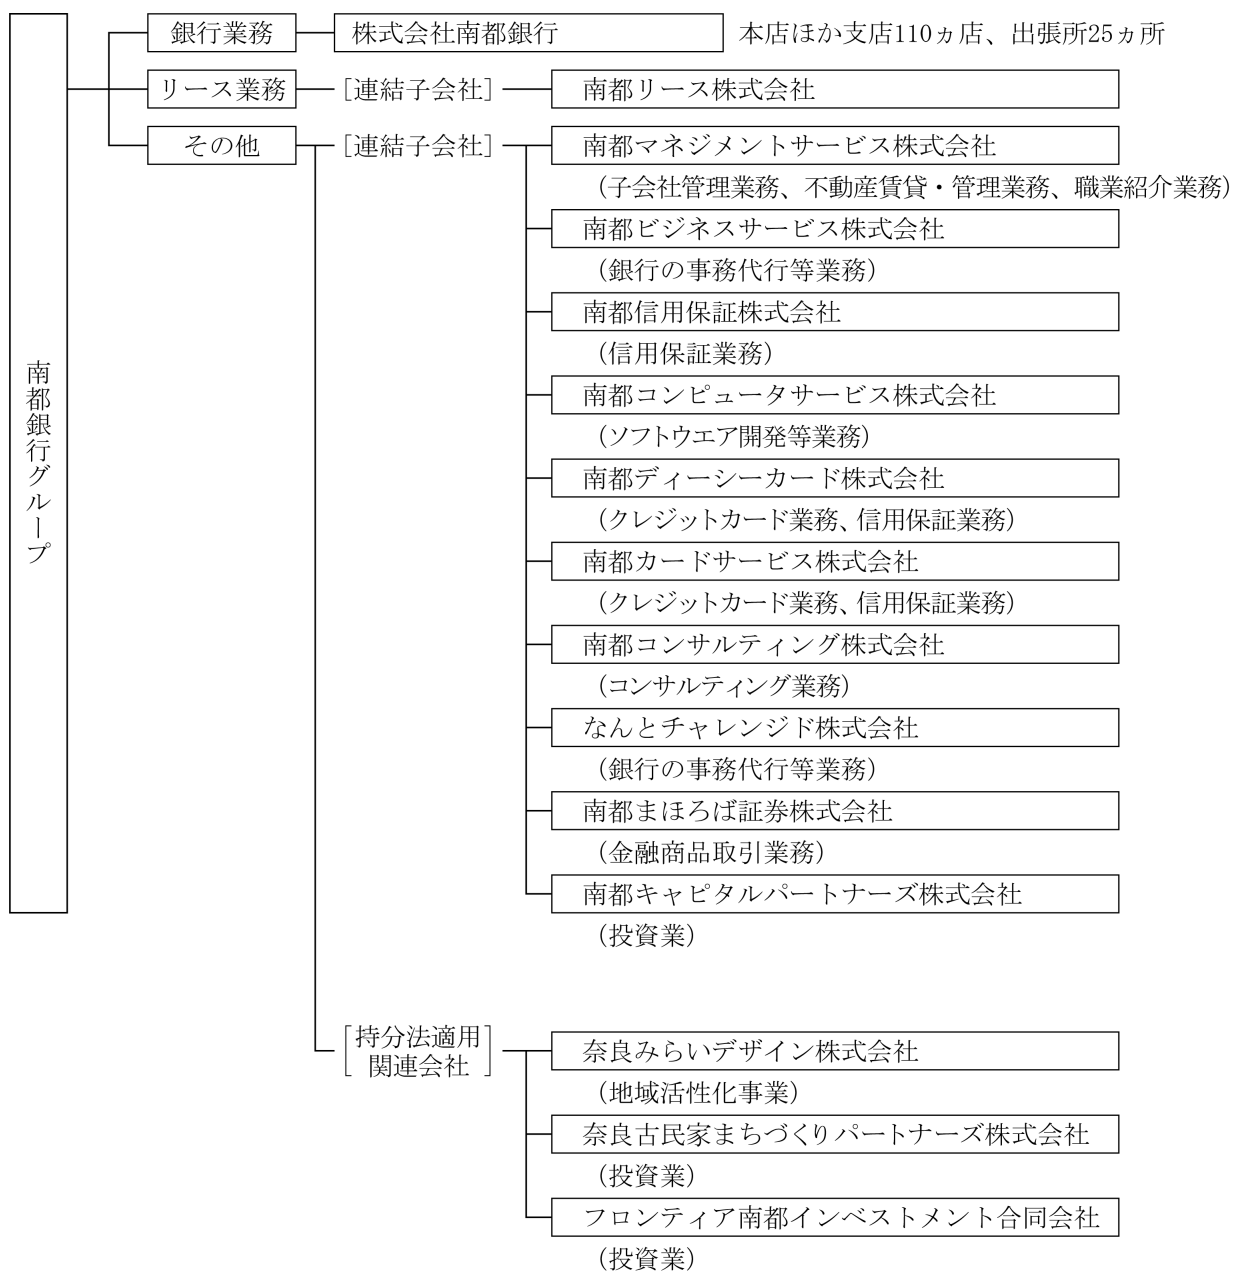 南都銀行グループ
銀行業務 株式会社南都銀行 本店ほか支店110ヵ店、出張所25ヵ所
リース業務 [連結子会社] 南都リース株式会社
その他 [連結子会社] 南都マネジメントサービス株式会社
(子会社管理業務、不動産賃貸・管理業務、職業紹介業務)
南都ビジネスサービス株式会社
(銀行の事務代行等業務)
南都信用保証株式会社
(信用保証業務)
南都コンピュータサービス株式会社
(ソフトウエア開発等業務)
南都ディーシーカード株式会社
(クレジットカード業務、信用保証業務)
南都カードサービス株式会社
(クレジットカード業務、信用保証業務)
南都コンサルティング株式会社
(コンサルティング業務)
なんとチャレンジド株式会社
(銀行の事務代行等業務)
南都まほろば証券株式会社
(金融商品取引業務)
南都キャピタルパートナーズ株式会社
(投資業)
[持分法適用
関連会社]
奈良みらいデザイン株式会社
(地域活性化事業)
奈良古民家まちづくりパートナーズ株式会社
(投資業)
フロンティア南都インベストメント合同会社
(投資業)